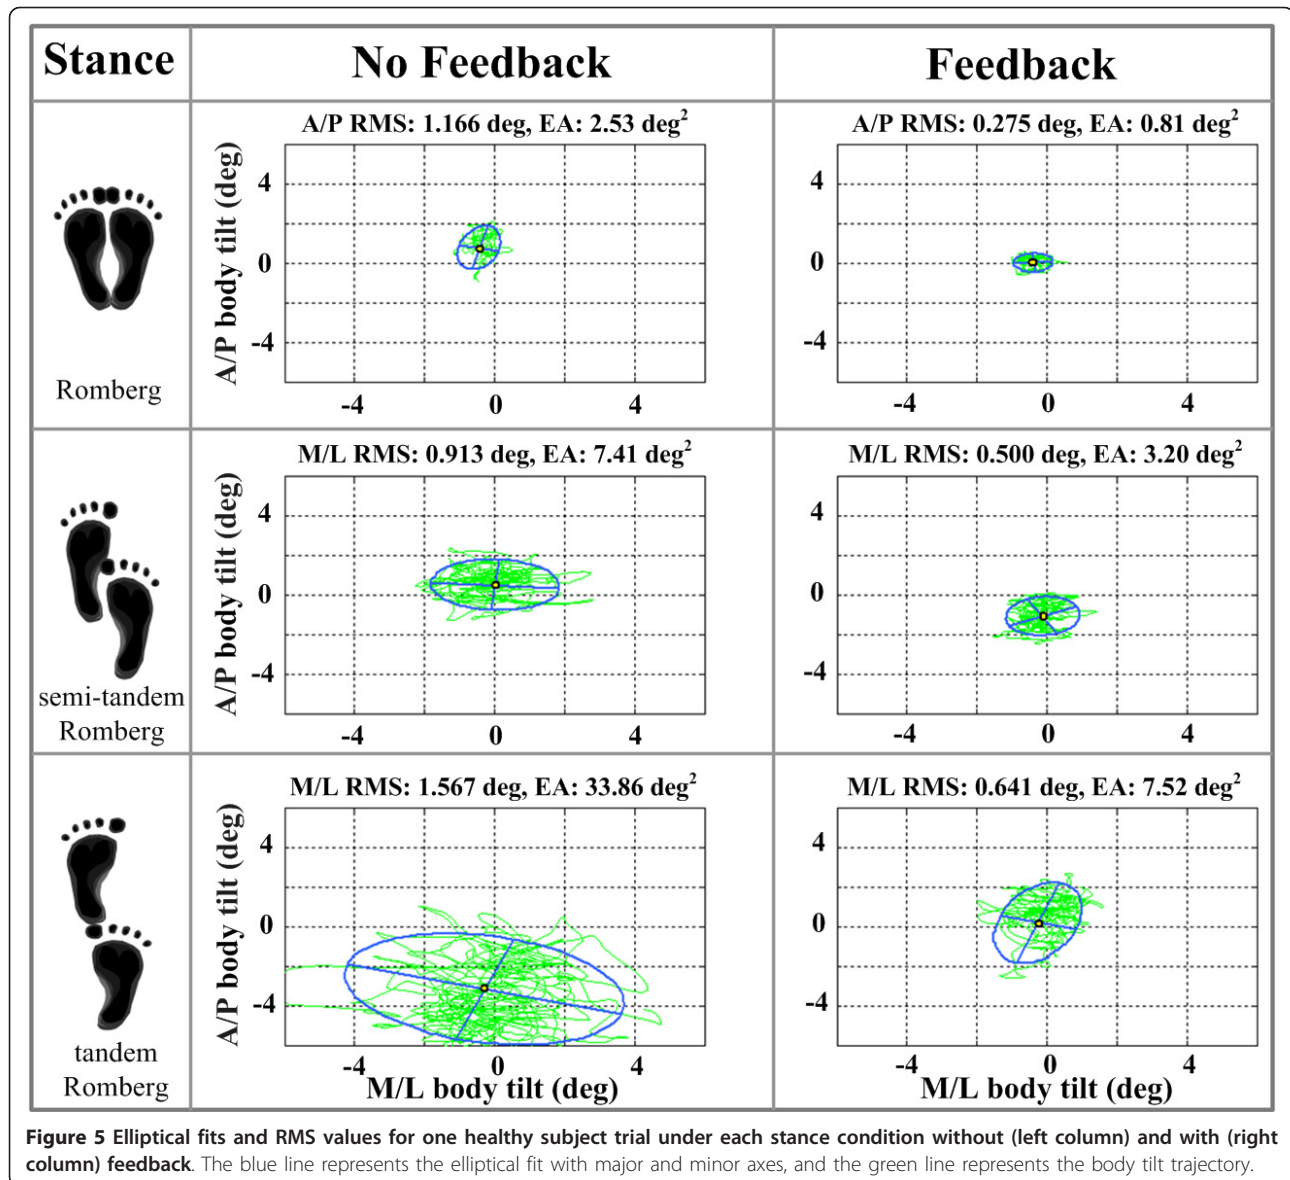 Stance
No Feedback
Feedback
A/P RMS: 1.166 deg, EA: 2.53 deg²
A/P RMS: 0.275 deg, EA: 0.81 deg²
A/P body tilt (deg)
4
0
-4
-4 0 4
4
0
-4
-4 0 4
Romberg
M/L RMS: 0.913 deg, EA: 7.41 deg²
M/L RMS: 0.500 deg, EA: 3.20 deg²
A/P body tilt (deg)
4
0
-4
-4 0 4
4
0
-4
-4 0 4
semi-tandem
Romberg
M/L RMS: 1.567 deg, EA: 33.86 deg²
M/L RMS: 0.641 deg, EA: 7.52 deg²
A/P body tilt (deg)
4
0
-4
-4 0 4
M/L body tilt (deg)
4
0
-4
-4 0 4
M/L body tilt (deg)
tandem
Romberg
Figure 5 Elliptical fits and RMS values for one healthy subject trial under each stance condition without (left column) and with (right
column) feedback. The blue line represents the elliptical fit with major and minor axes, and the green line represents the body tilt trajectory.